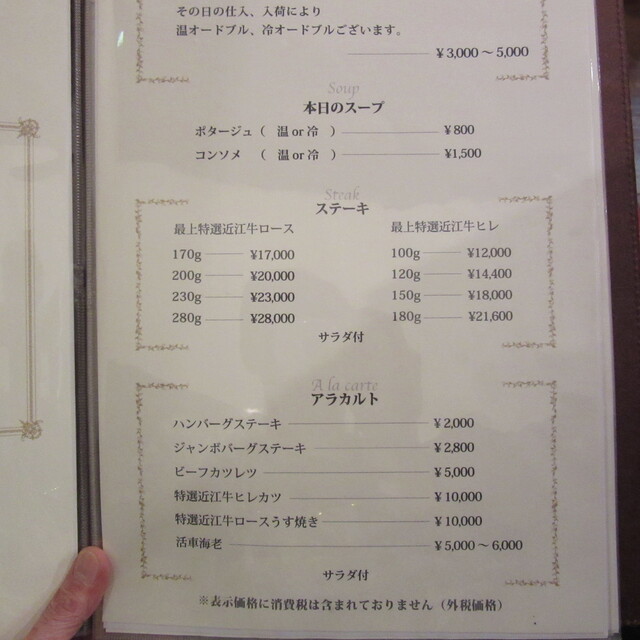 その日の仕入、入荷により
温オードブル、冷オードブルございます。
¥3,000～5,000
Soup
本日のスープ
ポタージュ（ 温or冷 ） ¥800
コンソメ （ 温or冷 ） ¥1,500
Steak
ステーキ
最上特選近江牛ロース
170g ¥17,000
200g ¥20,000
230g ¥23,000
280g ¥28,000
最上特選近江牛ヒレ
100g ¥12,000
120g ¥14,400
150g ¥18,000
180g ¥21,600
サラダ付
A la carte
アラカルト
ハンバーグステーキ ¥2,000
ジャンボバーグステーキ ¥2,800
ビーフカツレツ ¥5,000
特選近江牛ヒレカツ ¥10,000
特選近江牛ロースうす焼き ¥10,000
活車海老 ¥5,000～6,000
サラダ付
※表示価格に消費税は含まれておりません（外税価格）